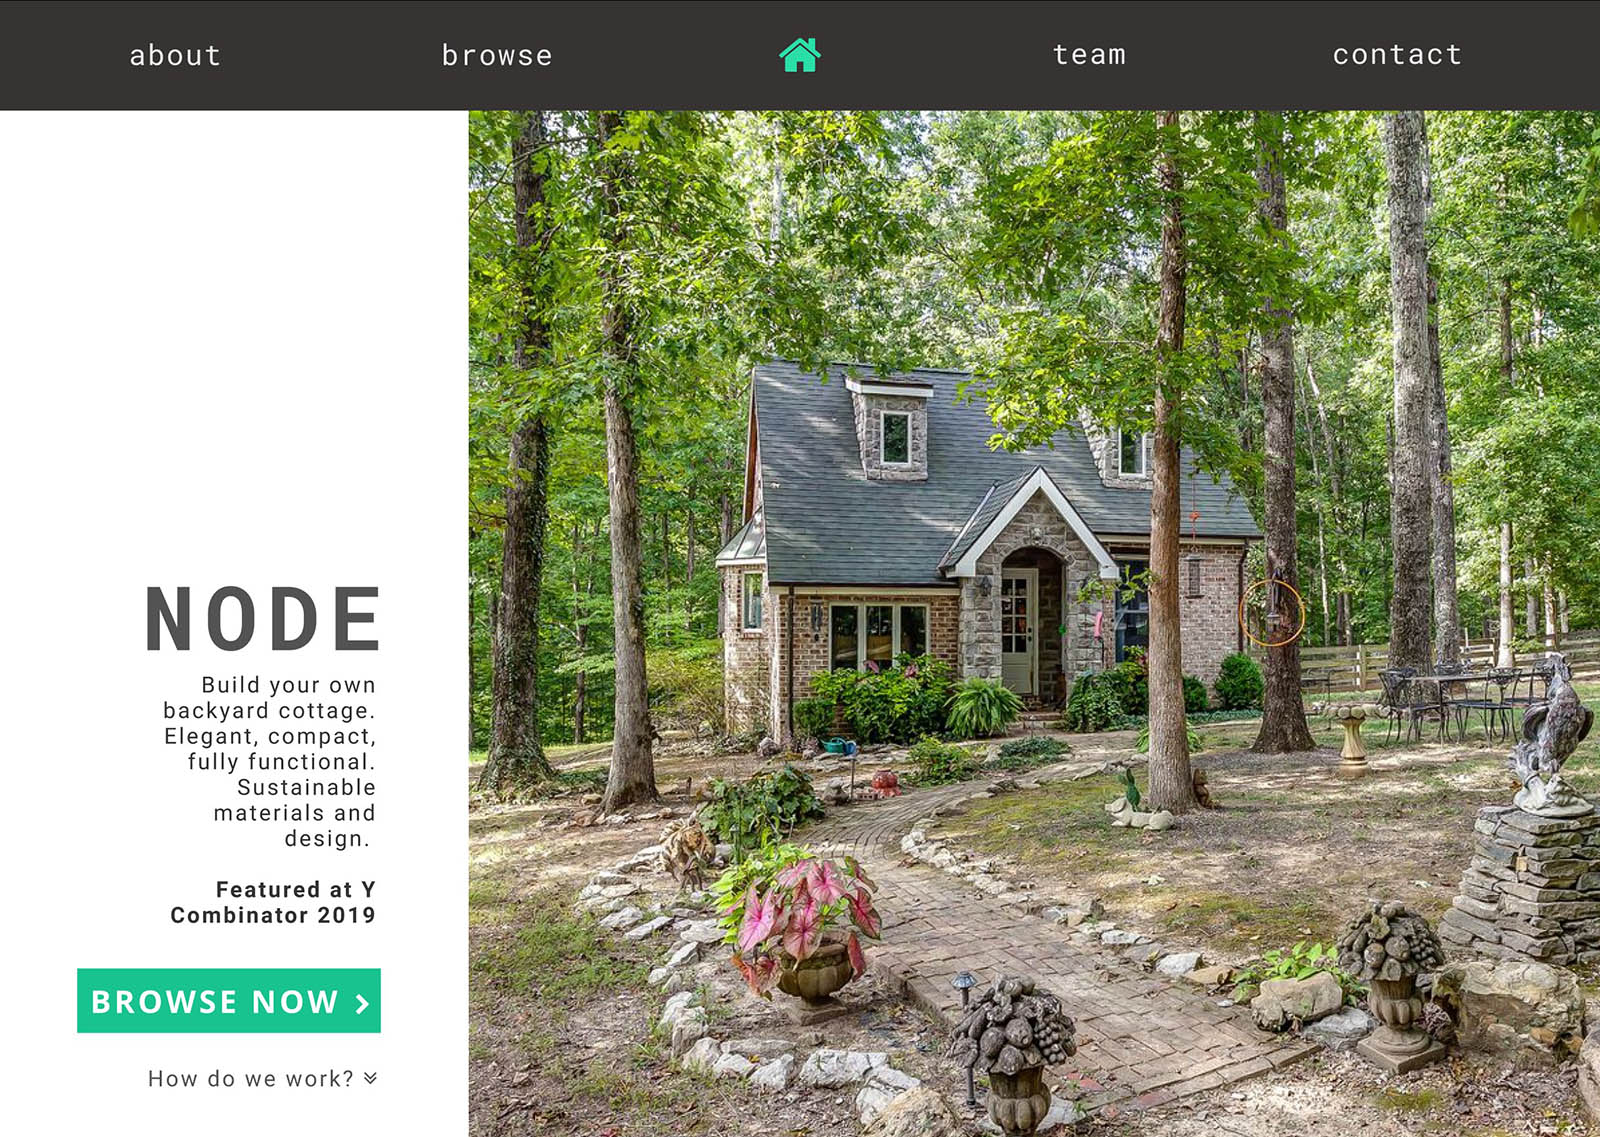 about
browse
team
contact
NODE
Build your own
backyard cottage.
Elegant, compact,
fully functional.
Sustainable
materials and
design.
Featured at Y
Combinator 2019
BROWSE NOW
How do we work?